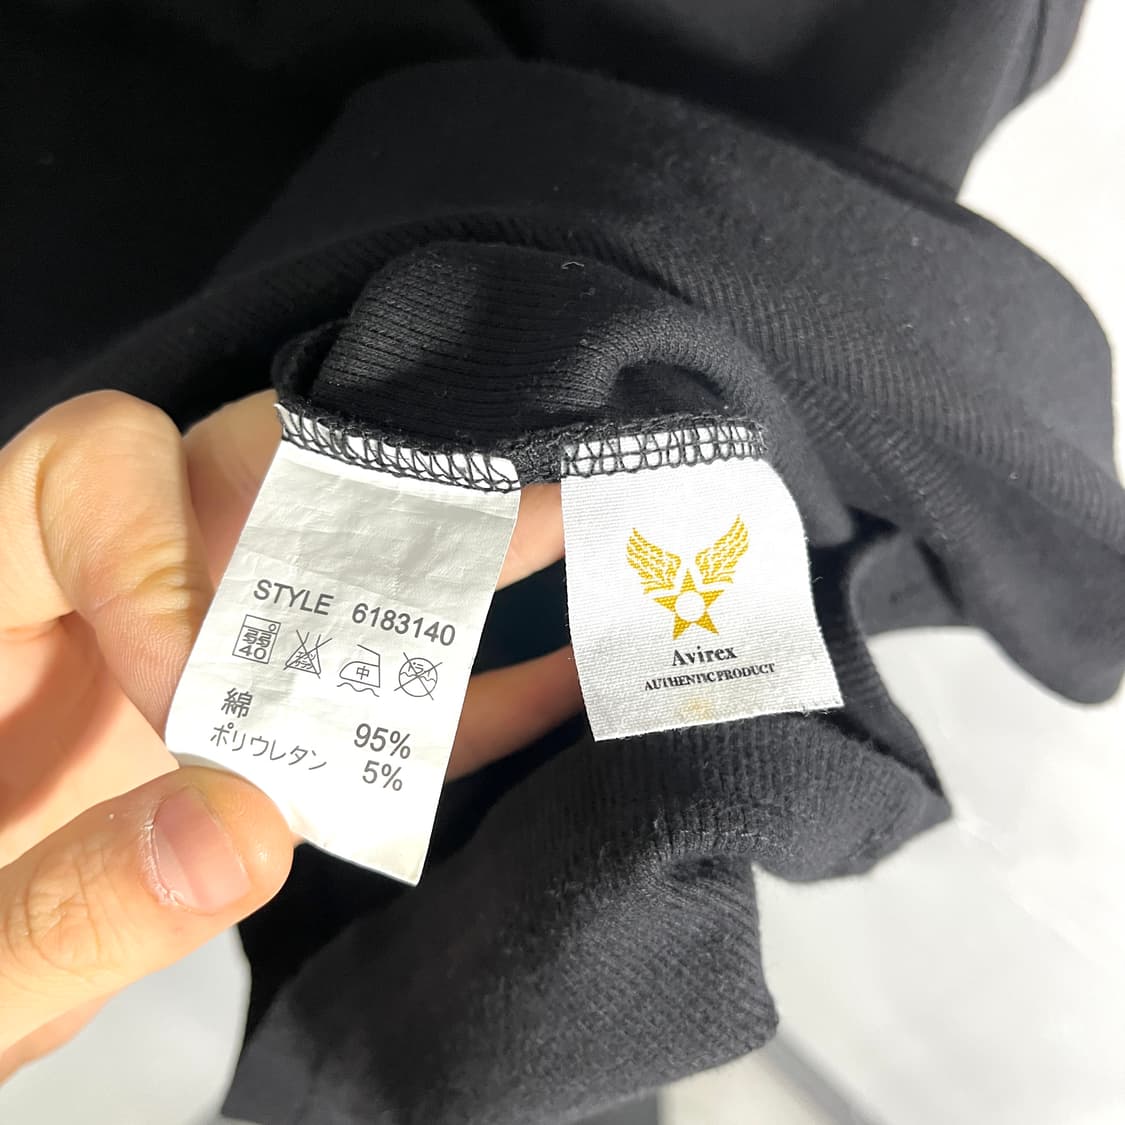 STYLE 6183140
弱
40
中
綿 95%
ポリウレタン 5%
Avirex
AUTHENTIC PRODUCT